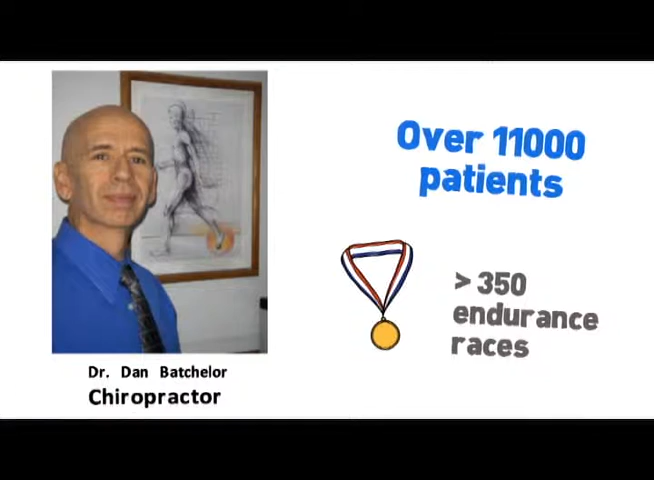 Over 11000
patients
> 350
endurance
races
Dr. Dan Batchelor
Chiropractor